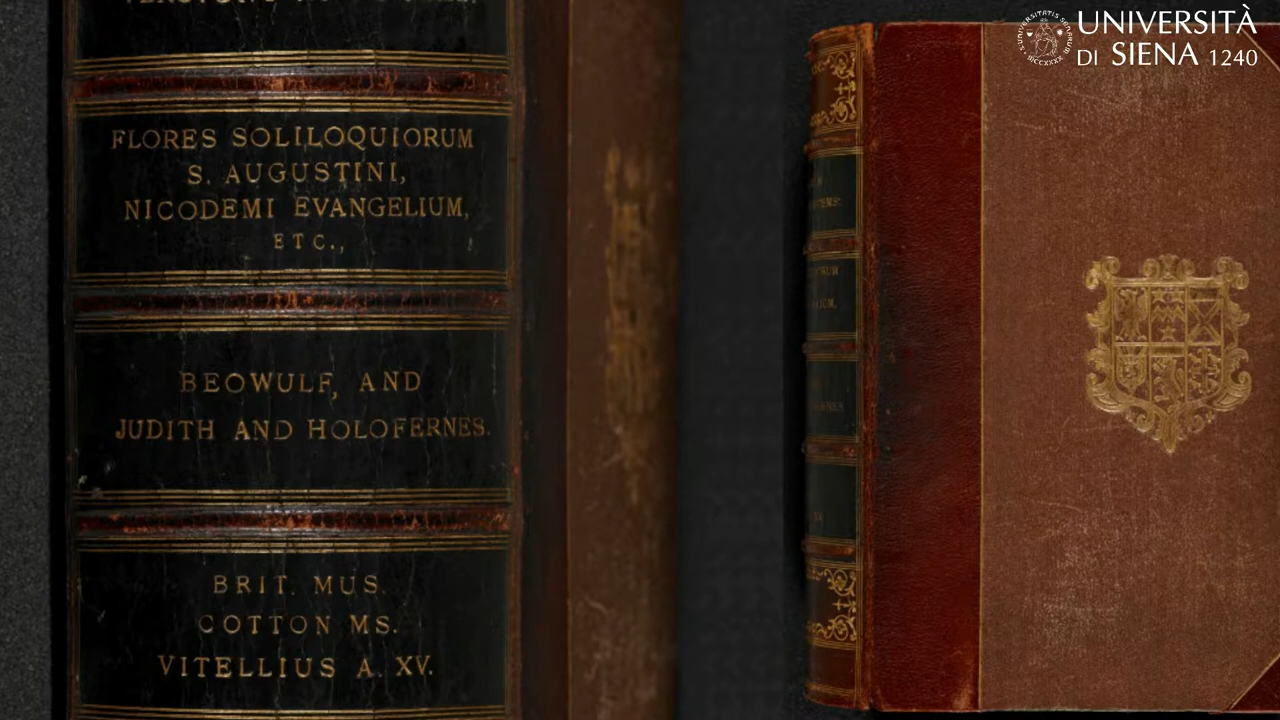 FLORES SOLILOQUIORUM
S. AUGUSTINI,
NICODEMI EVANGELIUM,
ETC.,
BEOWULF, AND
JUDITH AND HOLOFERNES.
BRIT. MUS.
COTTON MS.
VITELLIUS A. XV.
UNIVERSITÀ
DI SIENA 1240